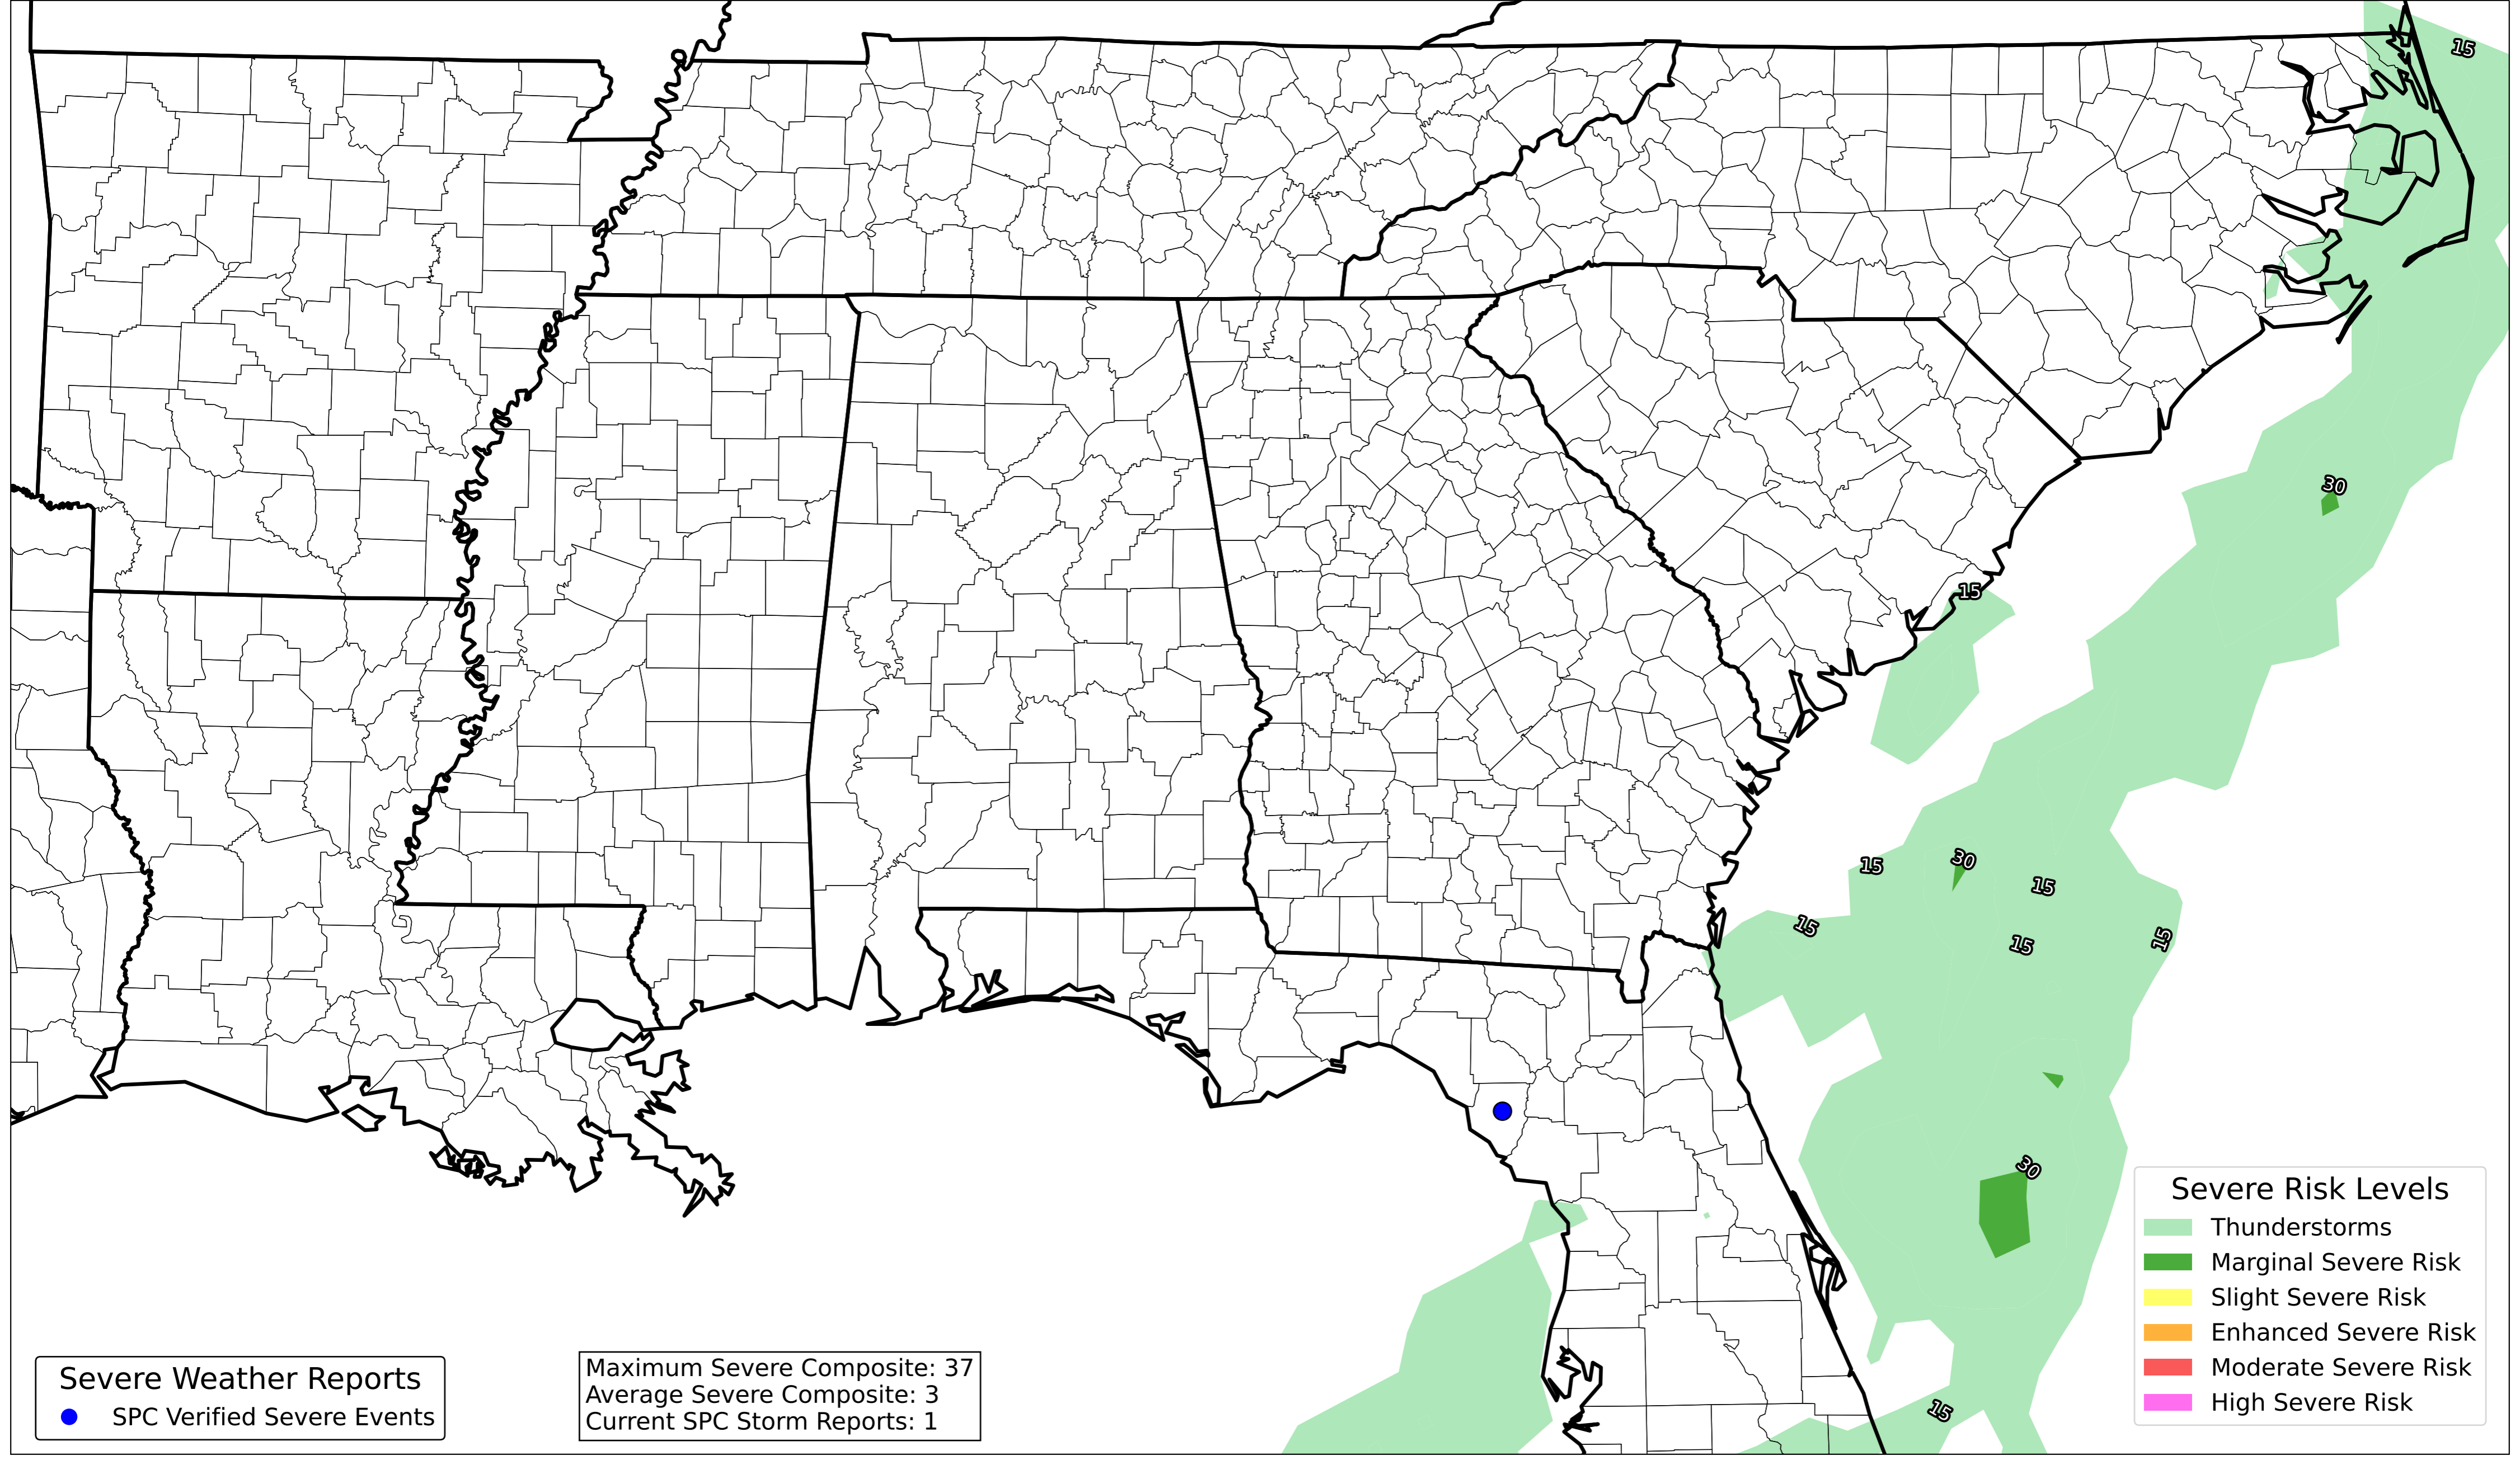 15
30
15
15
30
15
15
15
15
30
15
Severe Risk Levels
Thunderstorms
Marginal Severe Risk
Slight Severe Risk
Enhanced Severe Risk
Moderate Severe Risk
High Severe Risk
Severe Weather Reports
SPC Verified Severe Events
Maximum Severe Composite: 37
Average Severe Composite: 3
Current SPC Storm Reports: 1